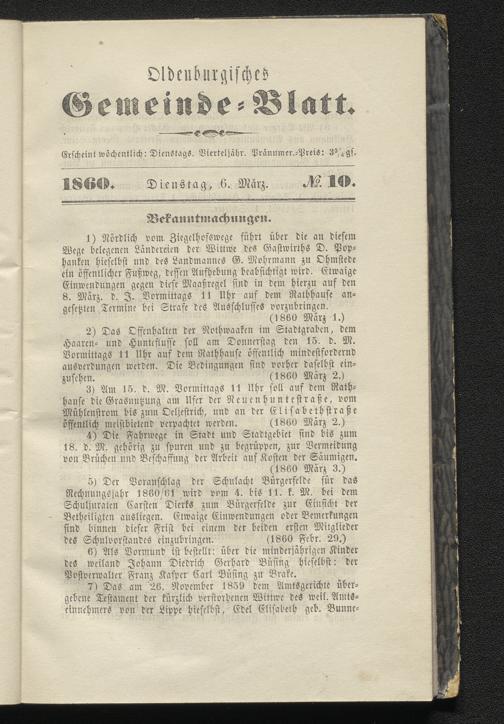 Oldenburgisches
Gemeinde-Blatt.
Erscheint wöchentlich: Dienstags. Vierteljähr. Pränumer.-Preis: 3¾ gſ.
1860. Dienstag, 6. März. № 10.
Bekanntmachungen.
1) Nördlich vom Ziegelhofswege führt über die an diesem
Wege belegenen Ländereien der Wittwe des Gastwirths D. Pop-
hanken hieselbst und des Landmannes G. Mohrmann zu Ohmstede
ein öffentlicher Fußweg, dessen Aufhebung beabsichtigt wird. Etwaige
Einwendungen gegen diese Maaßregel sind in dem hierzu auf den
8. März. d. J. Vormittags 11 Uhr auf dem Rathhause an-
gesetzten Termine bei Strafe des Ausschlusses vorzubringen.
(1860 März 1.)
2) Das Offenhalten der Nothwaaken im Stadtgraben, dem
Haaren- und Huntefluſſe soll am Donnerstag den 15. d. M.
Vormittags 11 Uhr auf dem Rathhause öffentlich mindestfordernd
ausverdungen werden. Die Bedingungen sind vorher daselbst ein-
zusehen. (1860 März 2.)
3) Am 15. d. M. Vormittags 11 Uhr soll auf dem Rath-
hause die Grasnutzung am Ufer der Neuenhuntestraße, vom
Mühlenstrom bis zum Oeljestrich, und an der Elisabethstraße
öffentlich meistbietend verpachtet werden. (1860 März 2.)
4) Die Fahrwege in Stadt und Stadtgebiet sind bis zum
18. d. M. gehörig zu spuren und zu begrüppen, zur Vermeidung
von Brüchen und Beschaffung der Arbeit auf Kosten der Säumigen.
(1860 März 3.)
5) Der Voranschlag der Schulacht Bürgerfelde für das
Rechnungsjahr 1860/61 wird vom 4. bis 11. k. M. bei dem
Schuljuraten Carsten Dierks zum Bürgerfelde zur Einsicht der
Betheiligten ausliegen. Etwaige Einwendungen oder Bemerkungen
sind binnen dieser Frist bei einem der beiden ersten Mitglieder
des Schulvorstandes einzubringen. (1860 Febr. 29.)
6) Als Vormund ist bestellt: über die minderjährigen Kinder
des weiland Johann Diedrich Gerhard Büsing hieselbst: der
Postverwalter Franz Kasper Carl Büsing zu Brake.
7) Das am 26. November 1859 dem Amtsgerichte über-
gebene Testament der kürzlich verstorbenen Wittwe des weil. Amts-
einnehmers von der Lippe hieselbst, Edel Elisabeth geb. Bunne-